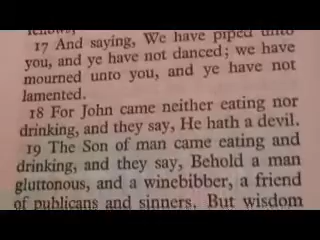 fellows,
17 And saying, We have piped unto
you, and ye have not danced; we have
mourned unto you, and ye have not
lamented.
18 For John came neither eating nor
drinking, and they say, He hath a devil.
19 The Son of man came eating and
drinking, and they say, Behold a man
gluttonous, and a winebibber, a friend
of publicans and sinners. But wisdom